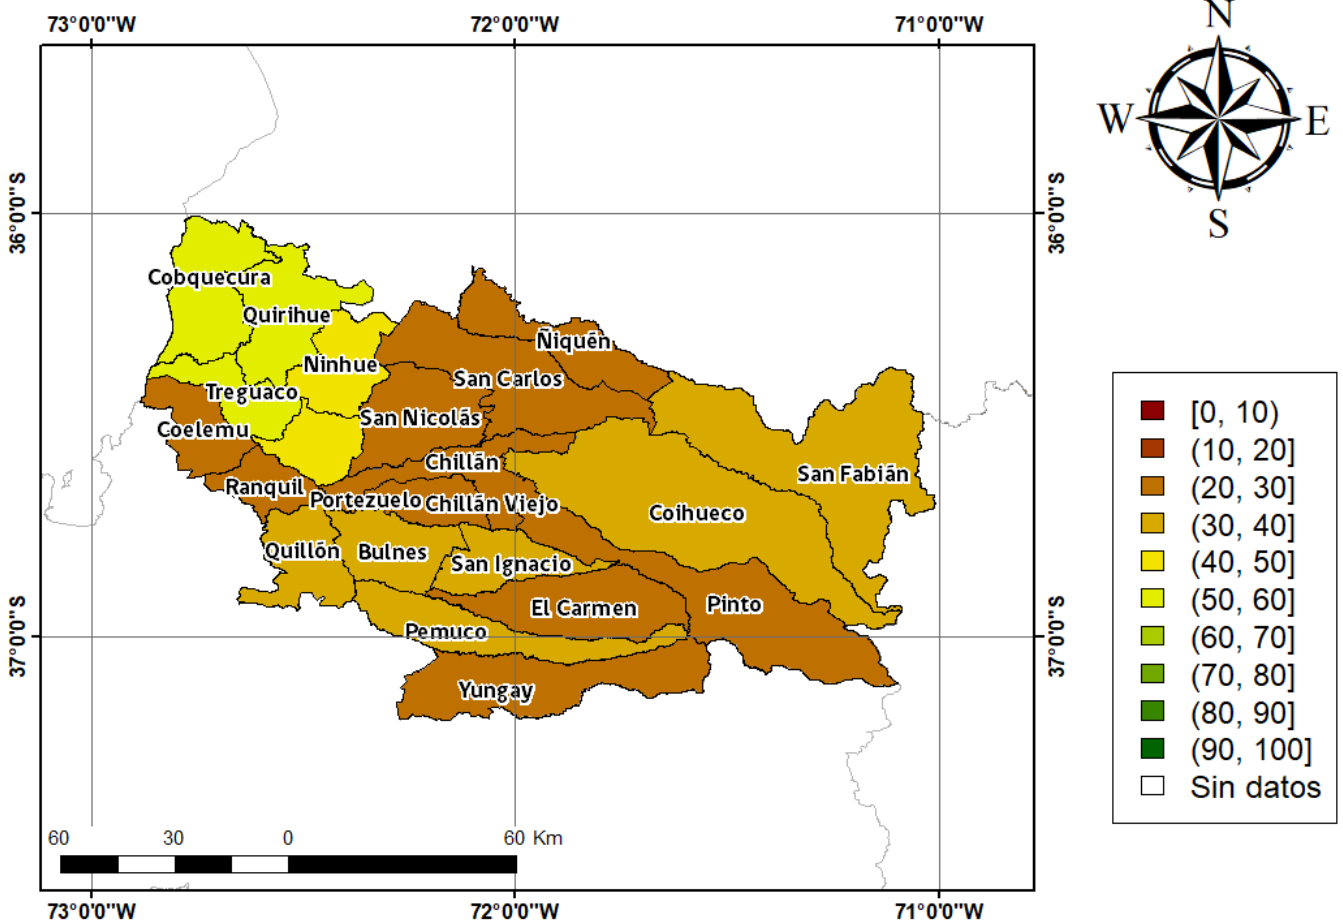 73°0'0"W 72°0'0"W 71°0'0"W
N
W E
S
36°0'0"S 36°0'0"S
Cobquecura
Quirihue
Ñiquén
Ninhue
San Carlos
Treguaco
San Nicolás
Coelemu
Chillán
San Fabián
Ranquil
Portezuelo
Chillán Viejo
Coihueco
Quillón
Bulnes
San Ignacio
El Carmen
Pinto
Pemuco
37°0'0"S 37°0'0"S
Yungay
[0, 10)
(10, 20]
(20, 30]
(30, 40]
(40, 50]
(50, 60]
(60, 70]
(70, 80]
(80, 90]
(90, 100]
Sin datos
60 30 0 60 Km
73°0'0"W 72°0'0"W 71°0'0"W